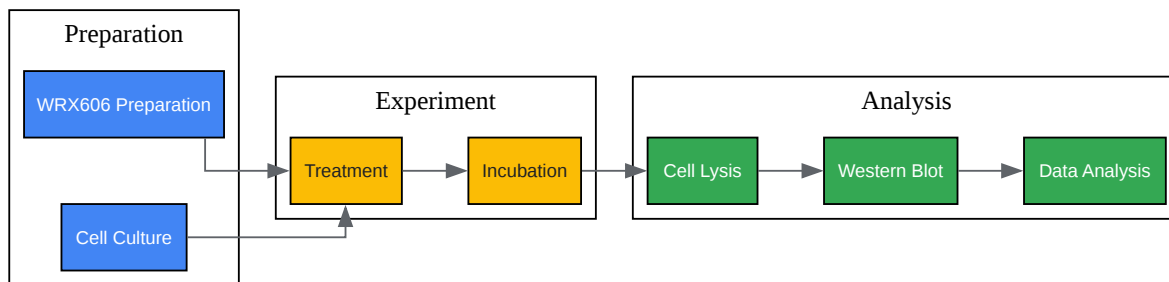 Preparation
WRX606 Preparation
Cell Culture
Experiment
Treatment
Incubation
Analysis
Cell Lysis
Western Blot
Data Analysis